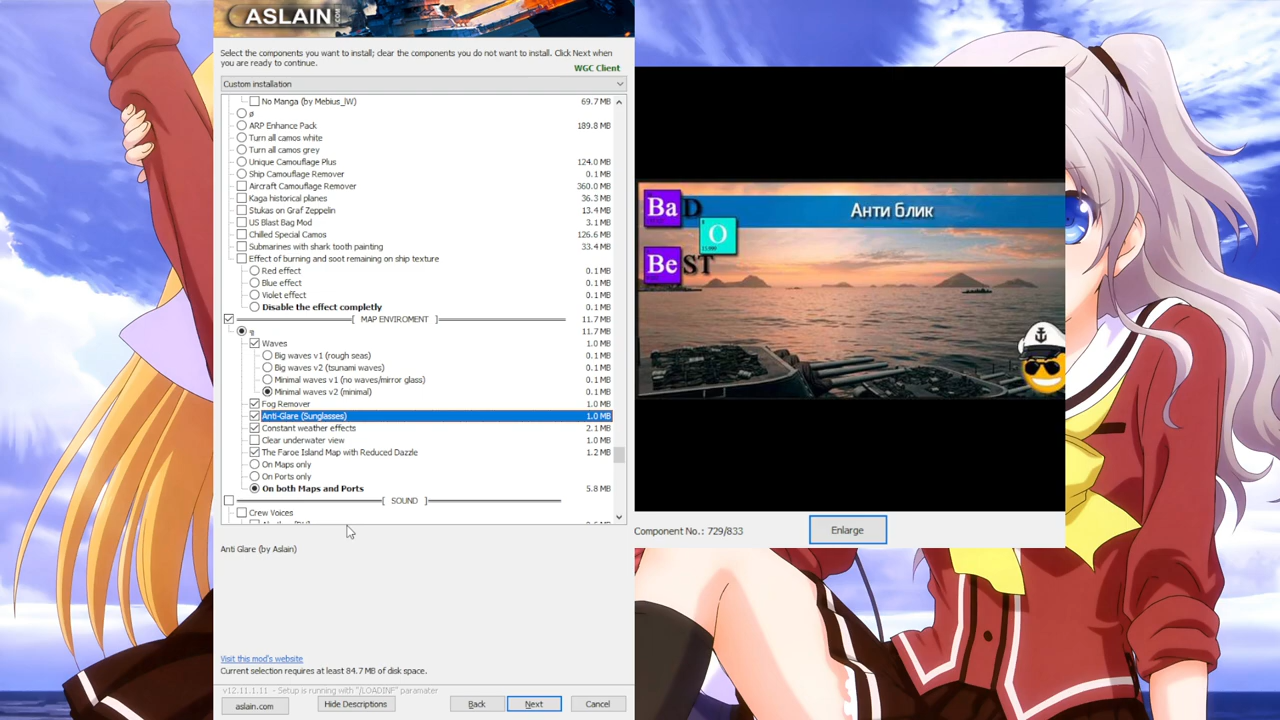 ASLAIN .COM
Select the components you want to install; clear the components you do not want to install. Click Next when
you are ready to continue.
WGC Client
Custom installation
No Manga (by Mebius_lW) 69.7 MB
ø
ARP Enhance Pack 189.8 MB
Turn all camos white
Turn all camos grey
Unique Camouflage Plus 124.0 MB
Ship Camouflage Remover 0.1 MB
Aircraft Camouflage Remover 360.0 MB
Kaga historical planes 36.3 MB
Stukas on Graf Zeppelin 13.4 MB
US Blast Bag Mod 3.1 MB
Chilled Special Camos 126.6 MB
Submarines with shark tooth painting 33.4 MB
Effect of burning and soot remaining on ship texture
Red effect 0.1 MB
Blue effect 0.1 MB
Violet effect 0.1 MB
Disable the effect completly 0.1 MB
[ MAP ENVIROMENT ] 11.7 MB
11.7 MB
Waves 1.0 MB
Big waves v1 (rough seas) 0.1 MB
Big waves v2 (tsunami waves) 0.1 MB
Minimal waves v1 (no waves/mirror glass) 0.1 MB
Minimal waves v2 (minimal) 0.1 MB
Fog Remover 1.0 MB
Anti-Glare (Sunglasses) 1.0 MB
Constant weather effects 2.1 MB
Clear underwater view 1.0 MB
The Faroe Island Map with Reduced Dazzle 1.2 MB
On Maps only
On Ports only
On both Maps and Ports 5.8 MB
[ SOUND ]
Crew Voices
Anti Glare (by Aslain)
Visit this mod's website
Current selection requires at least 84.7 MB of disk space.
v12.11.1.11 - Setup is running with "/LOADINF" paramater
aslain.com
Hide Descriptions
Back
Next
Cancel
BaD
O
BeST
Анти блик
Component No.: 729/833
Enlarge